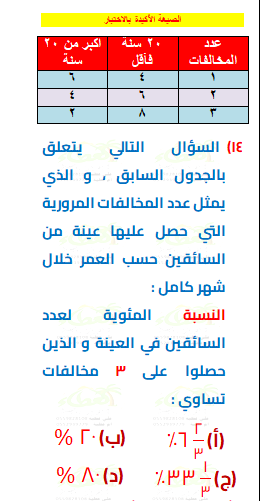 الصيغة الأكيدة بالاختبار
عدد المخالفات ٢٠ سنة فأقل اكبر من ٢٠ سنة
١ ٤ ٦
٢ ٦ ٤
٣ ٨ ٢
١٤) السؤال التالي يتعلق
بالجدول السابق ، و الذي
يمثل عدد المخالفات المرورية
التي حصل عليها عينة من
السائقين حسب العمر خلال
شهر كامل :
النسبة المئوية لعدد
السائقين في العينة و الذين
حصلوا على ٣ مخالفات
تساوي :
(أ) ٦ ٢/٣ ٪ (ب) ٢٠ %
(ج) ٣٣ ١/٣ ٪ (د) ٨٠ %